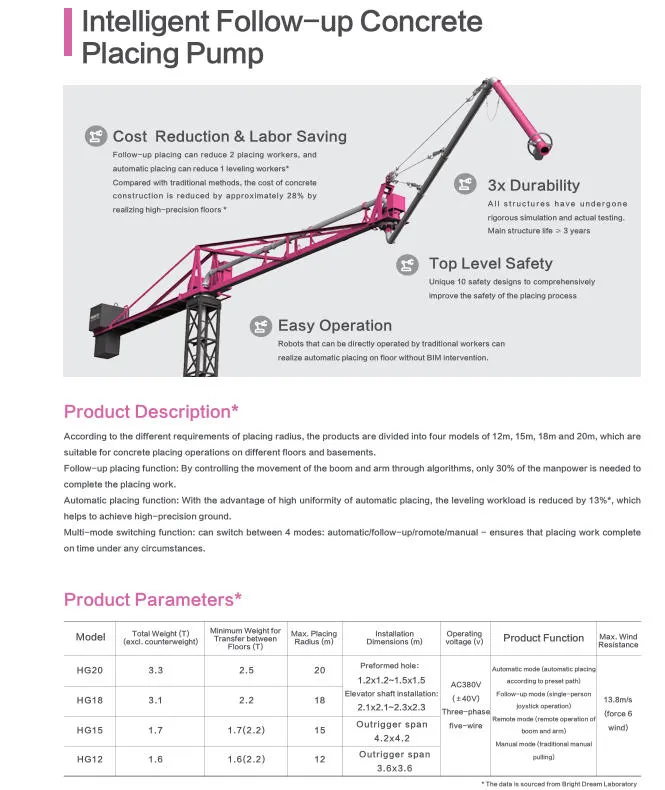 Intelligent Follow-up Concrete
Placing Pump
Cost Reduction & Labor Saving
Follow-up placing can reduce 2 placing workers, and
automatic placing can reduce 1 leveling workers*
Compared with traditional methods, the cost of concrete
construction is reduced by approximately 28% by
realizing high-precision floors *
3x Durability
All structures have undergone
rigorous simulation and actual testing.
Main structure life ≥ 3 years
Top Level Safety
Unique 10 safety designs to comprehensively
improve the safety of the placing process
Easy Operation
Robots that can be directly operated by traditional workers can
realize automatic placing on floor without BIM intervention.
Product Description*
According to the different requirements of placing radius, the products are divided into four models of 12m, 15m, 18m and 20m, which are
suitable for concrete placing operations on different floors and basements.
Follow-up placing function: By controlling the movement of the boom and arm through algorithms, only 30% of the manpower is needed to
complete the placing work.
Automatic placing function: With the advantage of high uniformity of automatic placing, the leveling workload is reduced by 13%*, which
helps to achieve high-precision ground.
Multi-mode switching function: can switch between 4 modes: automatic/follow-up/romote/manual - ensures that placing work complete
on time under any circumstances.
Product Parameters*
Model
Total Weight (T)
(excl. counterweight)
Minimum Weight for
Transfer between
Floors (T)
Max. Placing
Radius (m)
Installation
Dimensions (m)
Operating
voltage (v)
Product Function
Max. Wind
Resistance
HG20 3.3 2.5 20
HG18 3.1 2.2 18
HG15 1.7 1.7(2.2) 15
HG12 1.6 1.6(2.2) 12
Preformed hole:
1.2x1.2~1.5x1.5
Elevator shaft installation:
2.1x2.1~2.3x2.3
Outrigger span
4.2x4.2
Outrigger span
3.6x3.6
AC380V
(±40V)
Three-phase
five-wire
Automatic mode (automatic placing
according to preset path)
Follow-up mode (single-person
joystick operation)
Remote mode (remote operation of
boom and arm)
Manual mode (traditional manual
pulling)
13.8m/s
(force 6
wind)
* The data is sourced from Bright Dream Laboratory